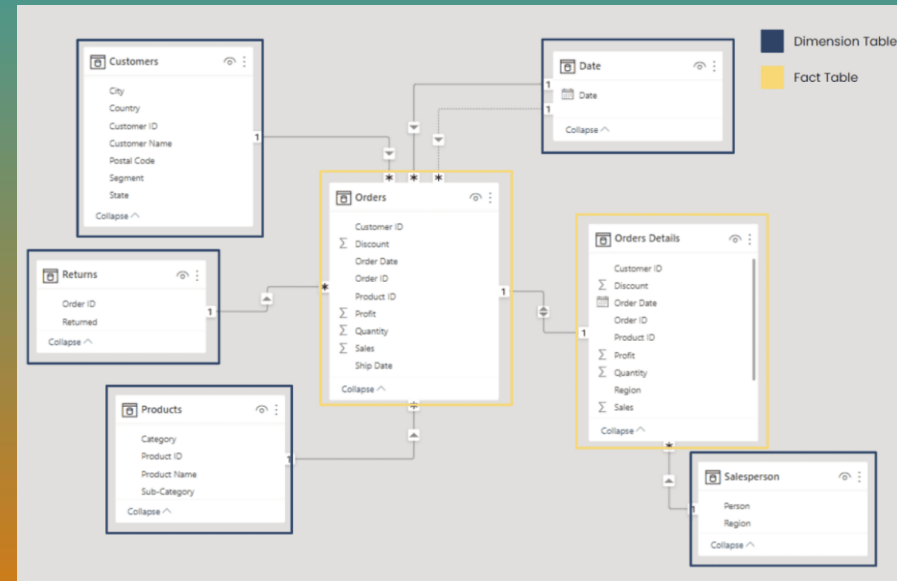 Dimension Table
Fact Table
Customers
City
Country
Customer ID
Customer Name
Postal Code
Segment
State
Collapse
1
Date
1
Date
1
Collapse
*
*
*
Orders
Customer ID
Σ Discount
Order Date
Order ID
Product ID
Σ Profit
Σ Quantity
Σ Sales
Ship Date
Collapse
*
1
*
Orders Details
Customer ID
Σ Discount
Order Date
Order ID
Product ID
Σ Profit
Σ Quantity
Region
Σ Sales
Collapse
1
*
Returns
Order ID
Returned
Collapse
1
Products
Category
Product ID
Product Name
Sub-Category
Collapse
1
Salesperson
Person
Region
Collapse
1